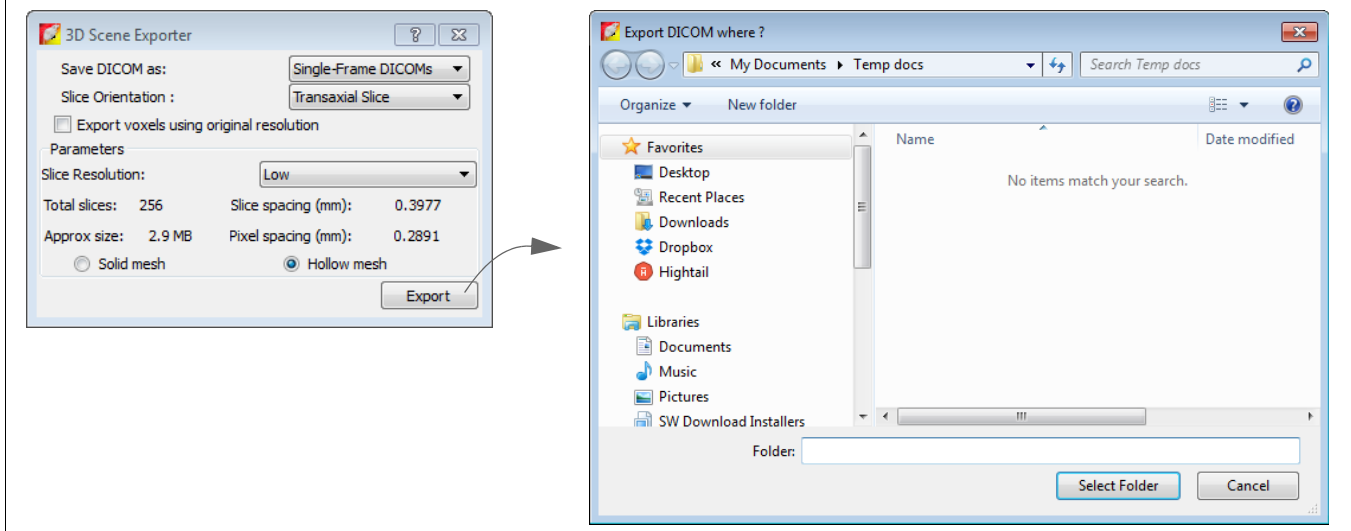 3D Scene Exporter
Save DICOM as: Single-Frame DICOMs
Slice Orientation : Transaxial Slice
Export voxels using original resolution
Parameters
Slice Resolution: Low
Total slices: 256 Slice spacing (mm): 0.3977
Approx size: 2.9 MB Pixel spacing (mm): 0.2891
Solid mesh Hollow mesh
Export
Export DICOM where ?
« My Documents Temp docs Search Temp docs
Organize New folder
Name Date modified
No items match your search.
Favorites
Desktop
Recent Places
Downloads
Dropbox
Hightail
Libraries
Documents
Music
Pictures
SW Download Installers
Folder:
Select Folder Cancel